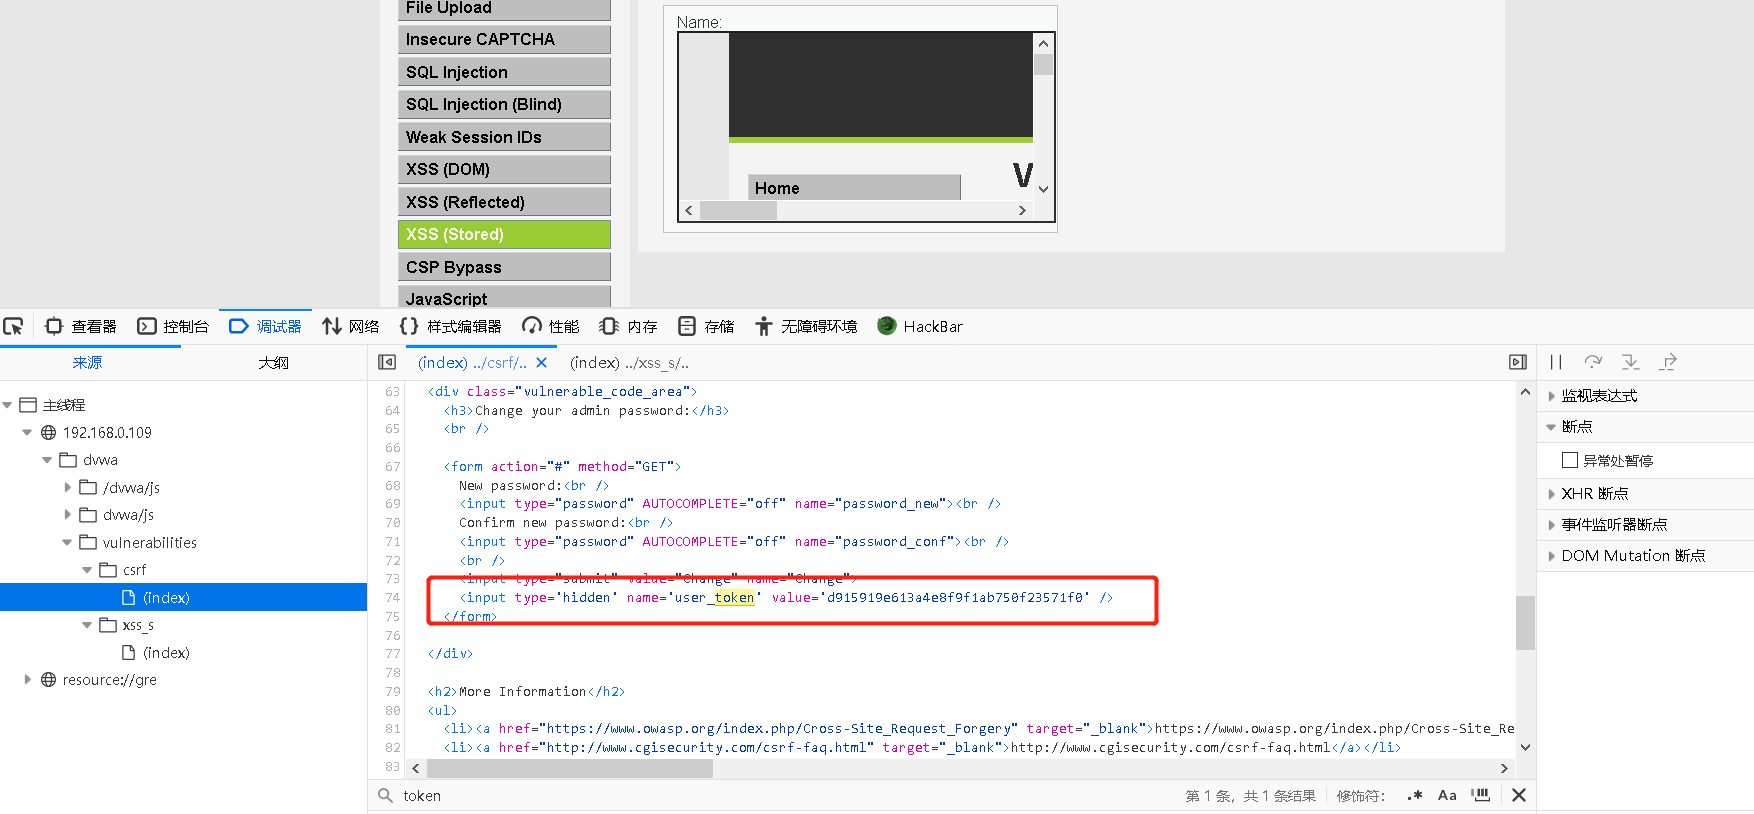 File Upload
Insecure CAPTCHA
SQL Injection
SQL Injection (Blind)
Weak Session IDs
XSS (DOM)
XSS (Reflected)
XSS (Stored)
CSP Bypass
JavaScript
Name:
V
Home
查看器
控制台
调试器
网络
样式编辑器
性能
内存
存储
无障碍环境
HackBar
来源
大纲
(index) ../csrf/..
(index) ../xss_s/..
主线程
192.168.0.109
dvwa
/dvwa/js
dvwa/js
vulnerabilities
csrf
(index)
xss_s
(index)
resource://gre
63 <div class="vulnerable_code_area">
64 <h3>Change your admin password:</h3>
65 <br />
66
67 <form action="#" method="GET">
68 New password:<br />
69 <input type="password" AUTOCOMPLETE="off" name="password_new"><br />
70 Confirm new password:<br />
71 <input type="password" AUTOCOMPLETE="off" name="password_conf"><br />
72 <br />
73 <input type="submit" value="Change" name="Change">
74 <input type='hidden' name='user_token' value='d915919e613a4e8f9f1ab750f23571f0' />
75 </form>
76
77 </div>
78
79 <h2>More Information</h2>
80 <ul>
81 <li><a href="https://www.owasp.org/index.php/Cross-Site_Request_Forgery" target="_blank">https://www.owasp.org/index.php/Cross-Site_Re
82 <li><a href="http://www.cgisecurity.com/csrf-faq.html" target="_blank">http://www.cgisecurity.com/csrf-faq.html</a></li>
83
token
第 1 条，共 1 条结果
修饰符：
.*
Aa
监视表达式
断点
异常处暂停
XHR 断点
事件监听器断点
DOM Mutation 断点